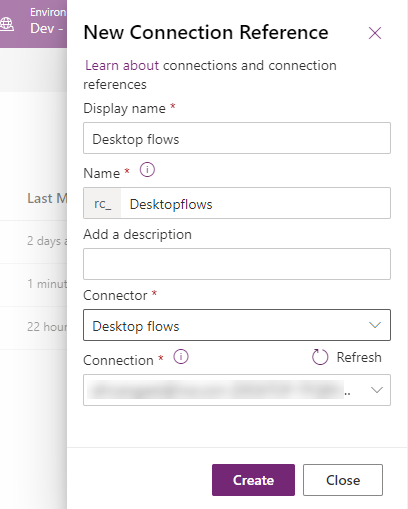 Environ
Dev -
New Connection Reference
Learn about connections and connection
references
Display name *
Desktop flows
Name *
rc_ Desktopflows
Last M
Add a description
2 days a
1 minut
Connector *
Desktop flows
22 hour
Connection * Refresh
Create Close